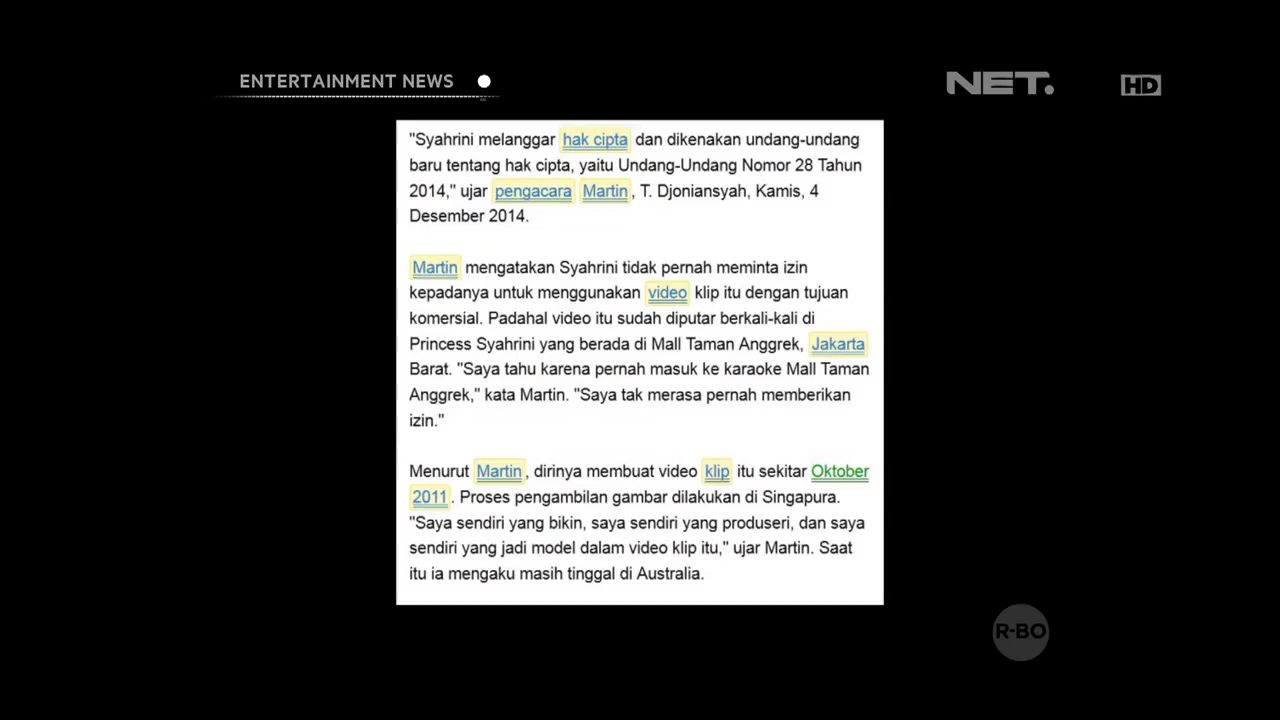 ENTERTAINMENT NEWS
NET.
HD
"Syahrini melanggar hak cipta dan dikenakan undang-undang
baru tentang hak cipta, yaitu Undang-Undang Nomor 28 Tahun
2014," ujar pengacara Martin, T. Djoniansyah, Kamis, 4
Desember 2014.
Martin mengatakan Syahrini tidak pernah meminta izin
kepadanya untuk menggunakan video klip itu dengan tujuan
komersial. Padahal video itu sudah diputar berkali-kali di
Princess Syahrini yang berada di Mall Taman Anggrek, Jakarta
Barat. "Saya tahu karena pernah masuk ke karaoke Mall Taman
Anggrek," kata Martin. "Saya tak merasa pernah memberikan
izin."
Menurut Martin, dirinya membuat video klip itu sekitar Oktober
2011. Proses pengambilan gambar dilakukan di Singapura.
"Saya sendiri yang bikin, saya sendiri yang produseri, dan saya
sendiri yang jadi model dalam video klip itu," ujar Martin. Saat
itu ia mengaku masih tinggal di Australia.
R-BO